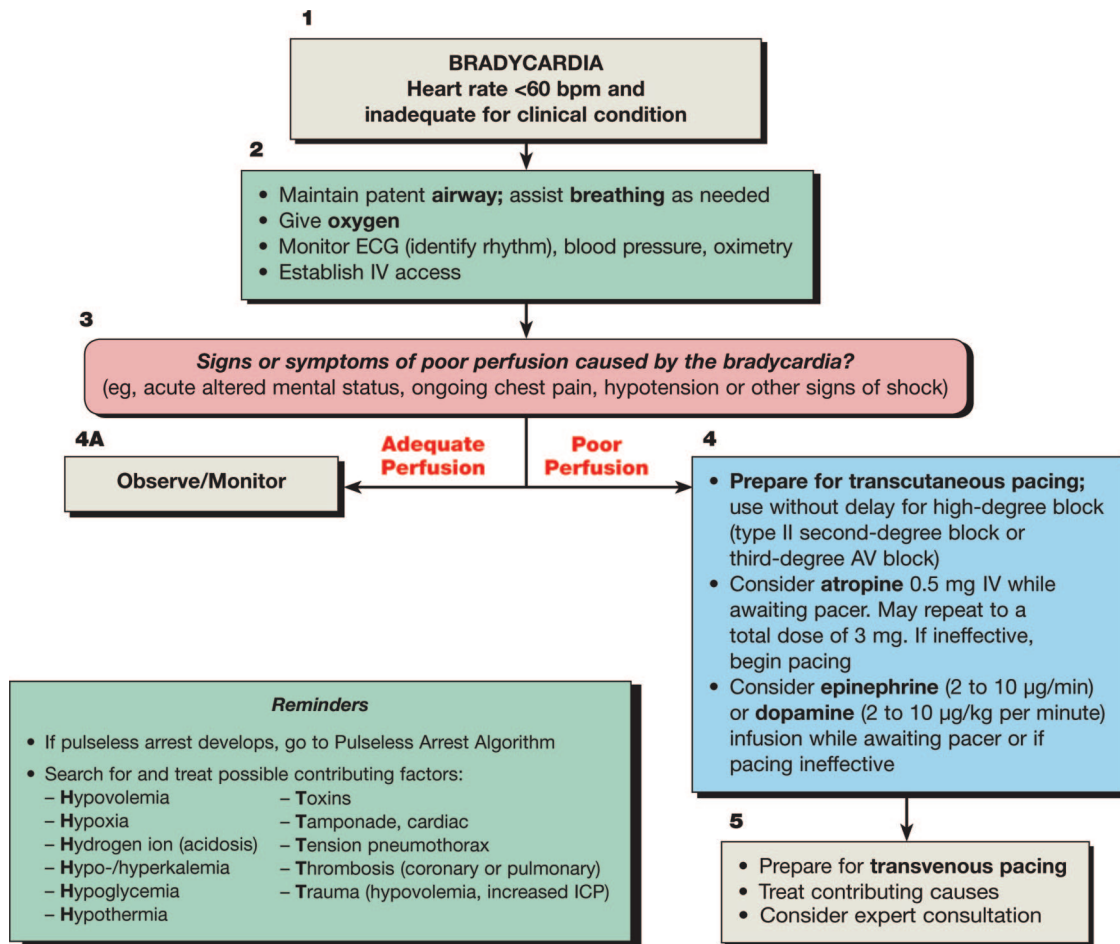 1
BRADYCARDIA
Heart rate <60 bpm and
inadequate for clinical condition
2
• Maintain patent airway; assist breathing as needed
• Give oxygen
• Monitor ECG (identify rhythm), blood pressure, oximetry
• Establish IV access
3
Signs or symptoms of poor perfusion caused by the bradycardia?
(eg, acute altered mental status, ongoing chest pain, hypotension or other signs of shock)
4A
Observe/Monitor
Adequate
Perfusion
Poor
Perfusion
4
• Prepare for transcutaneous pacing;
use without delay for high-degree block
(type II second-degree block or
third-degree AV block)
• Consider atropine 0.5 mg IV while
awaiting pacer. May repeat to a
total dose of 3 mg. If ineffective,
begin pacing
• Consider epinephrine (2 to 10 µg/min)
or dopamine (2 to 10 µg/kg per minute)
infusion while awaiting pacer or if
pacing ineffective
Reminders
• If pulseless arrest develops, go to Pulseless Arrest Algorithm
• Search for and treat possible contributing factors:
– Hypovolemia
– Hypoxia
– Hydrogen ion (acidosis)
– Hypo-/hyperkalemia
– Hypoglycemia
– Hypothermia
– Toxins
– Tamponade, cardiac
– Tension pneumothorax
– Thrombosis (coronary or pulmonary)
– Trauma (hypovolemia, increased ICP)
5
• Prepare for transvenous pacing
• Treat contributing causes
• Consider expert consultation